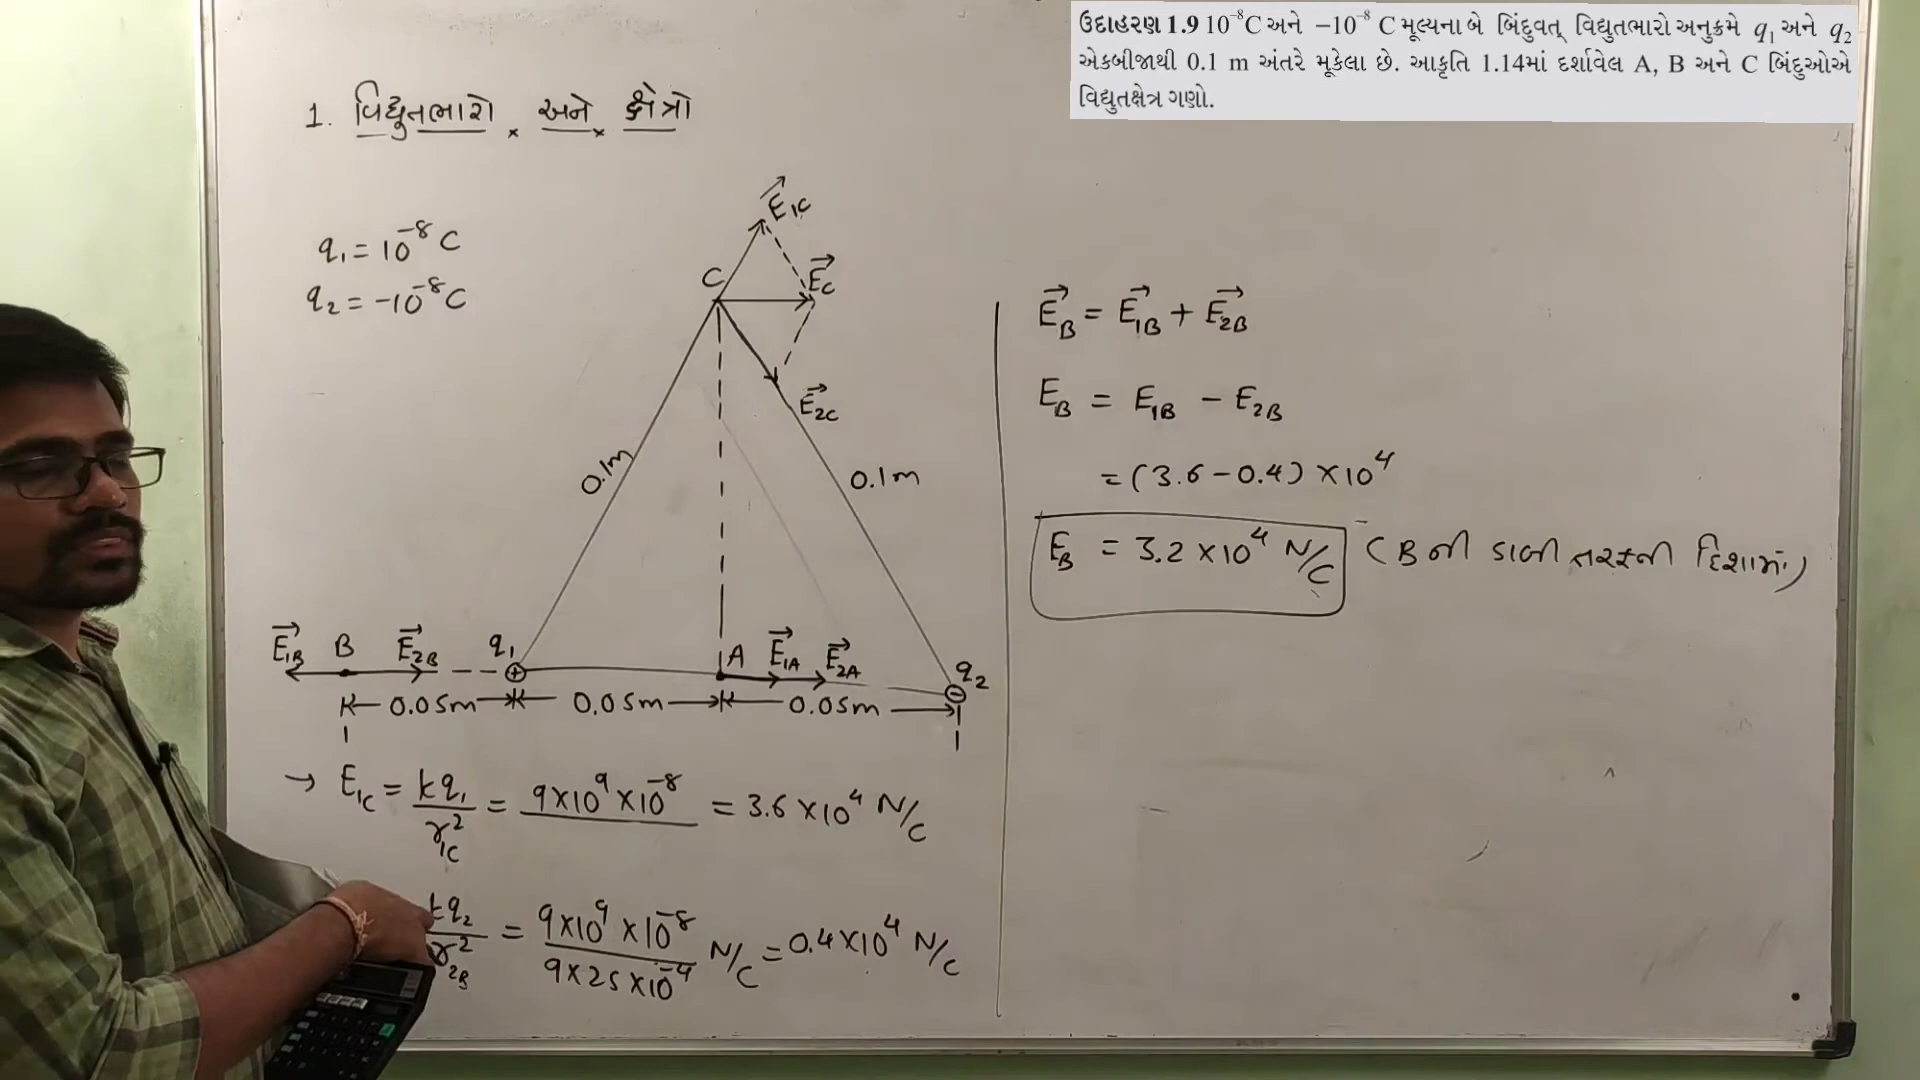 ઉદાહરણ 1.9 10⁻⁸C અને −10⁻⁸ C મૂલ્યના બે બિંદુવત્ વિદ્યુતભારો અનુક્રમે q₁ અને q₂
એકબીજાથી 0.1 m અંતરે મૂકેલા છે. આકૃતિ 1.14માં દર્શાવેલ A, B અને C બિંદુઓએ
વિદ્યુતક્ષેત્ર ગણો.
1. વિદ્યુતભારો અને ક્ષેત્રો
q₁ = 10⁻⁸ C
q₂ = -10⁻⁸ C
E⃗₁C
C
E⃗C
E⃗₂C
0.1m
0.1m
E⃗₁B B E⃗₂B q₁ A E⃗₁A E⃗₂A q₂
0.05m 0.05m 0.05m
→ E₁C = kq₁/r₁C² = 9×10⁹×10⁻⁸ = 3.6 ×10⁴ N/C
kq₂/r₂B² = 9×10⁹×10⁻⁸/9×25×10⁻⁴ N/C = 0.4×10⁴ N/C
E⃗B = E⃗₁B + E⃗₂B
EB = E₁B - E₂B
= (3.6-0.4) ×10⁴
EB = 3.2×10⁴ N/C (B ની ડાબી તરફની દિશામાં)